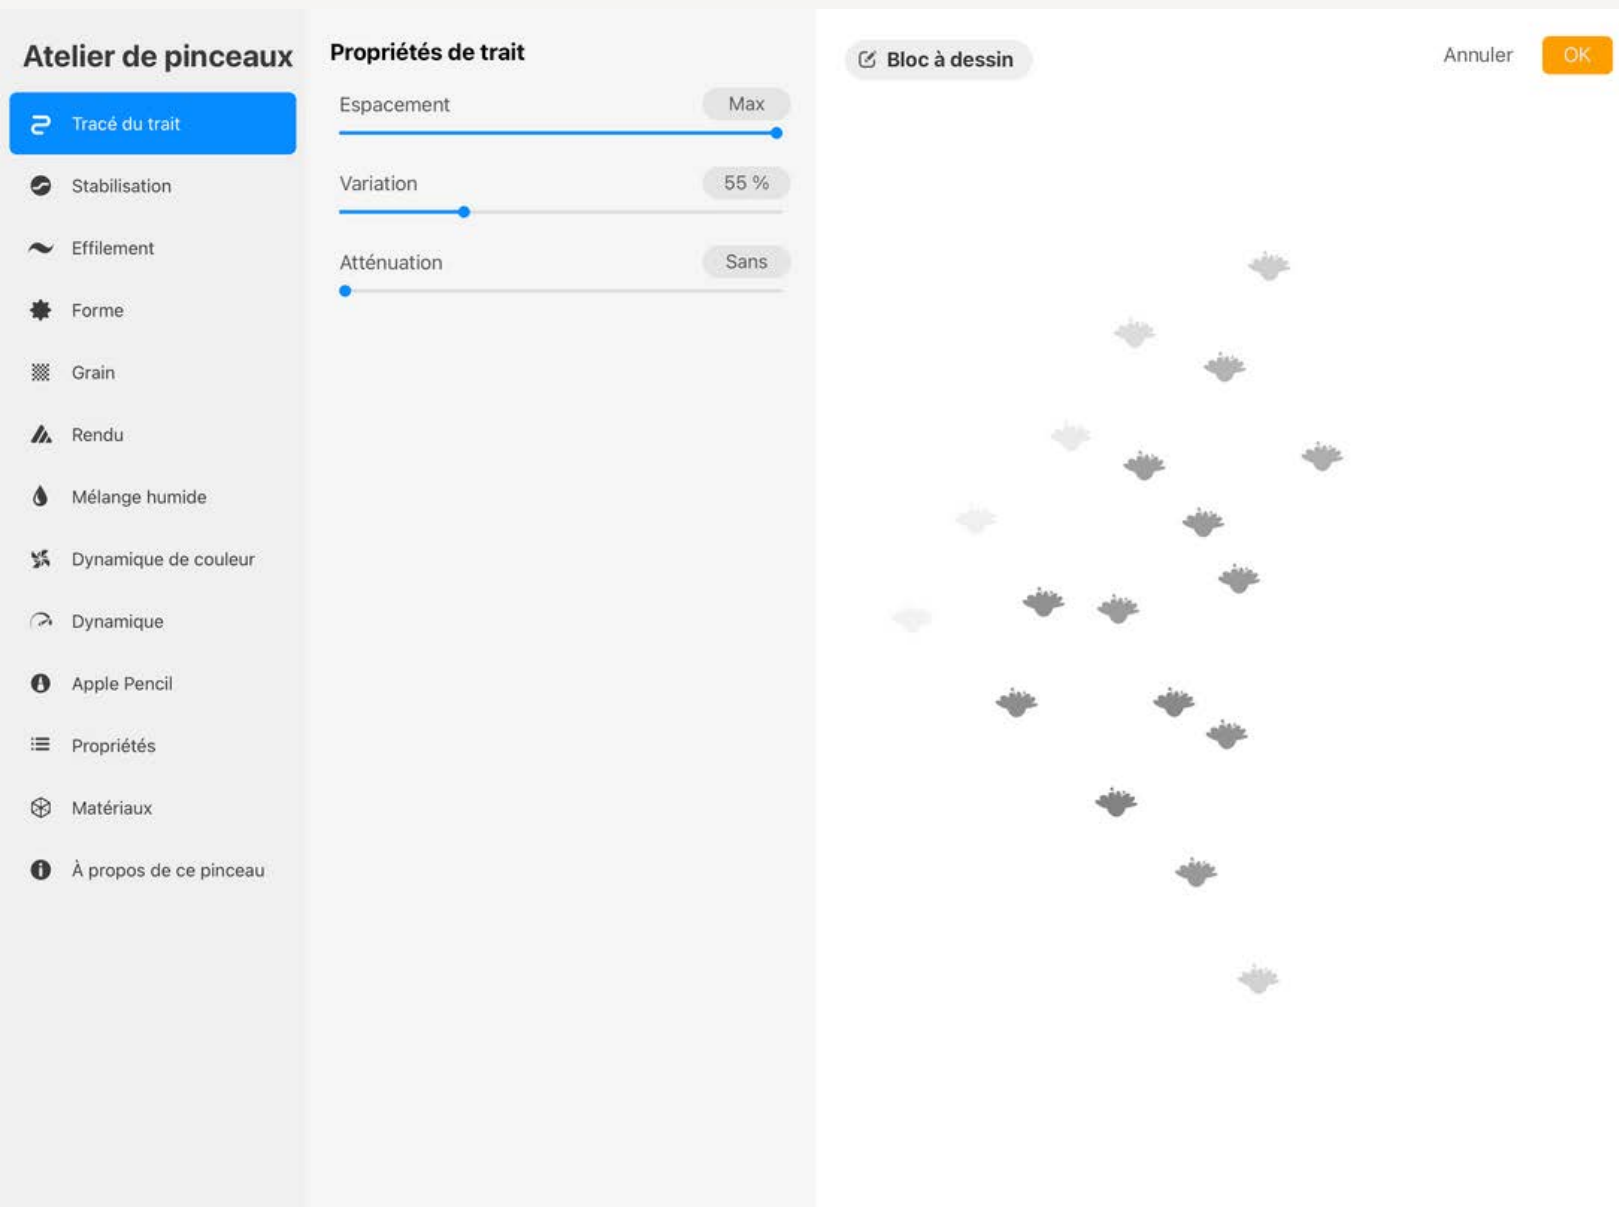 Atelier de pinceaux
Tracé du trait
Stabilisation
Effilement
Forme
Grain
Rendu
Mélange humide
Dynamique de couleur
Dynamique
Apple Pencil
Propriétés
Matériaux
À propos de ce pinceau
Propriétés de trait
Espacement Max
Variation 55 %
Atténuation Sans
Bloc à dessin
Annuler OK